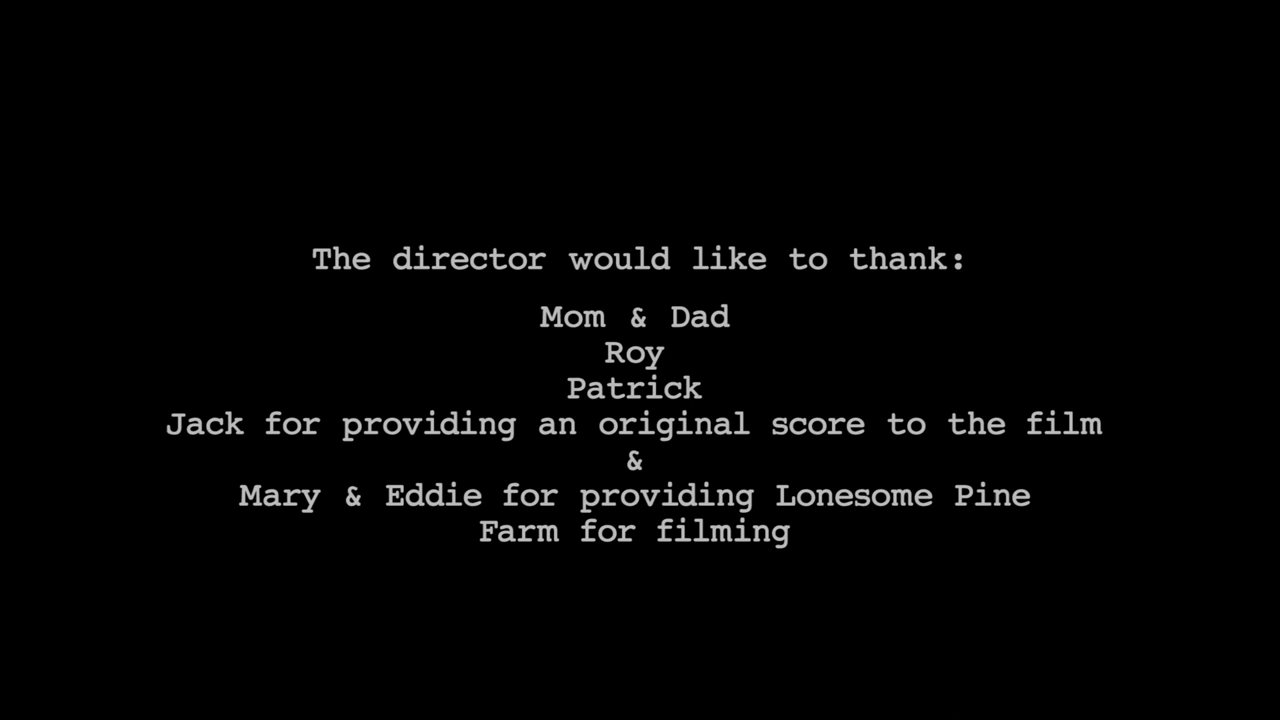 The director would like to thank:
Mom & Dad
Roy
Patrick
Jack for providing an original score to the film
&
Mary & Eddie for providing Lonesome Pine
Farm for filming